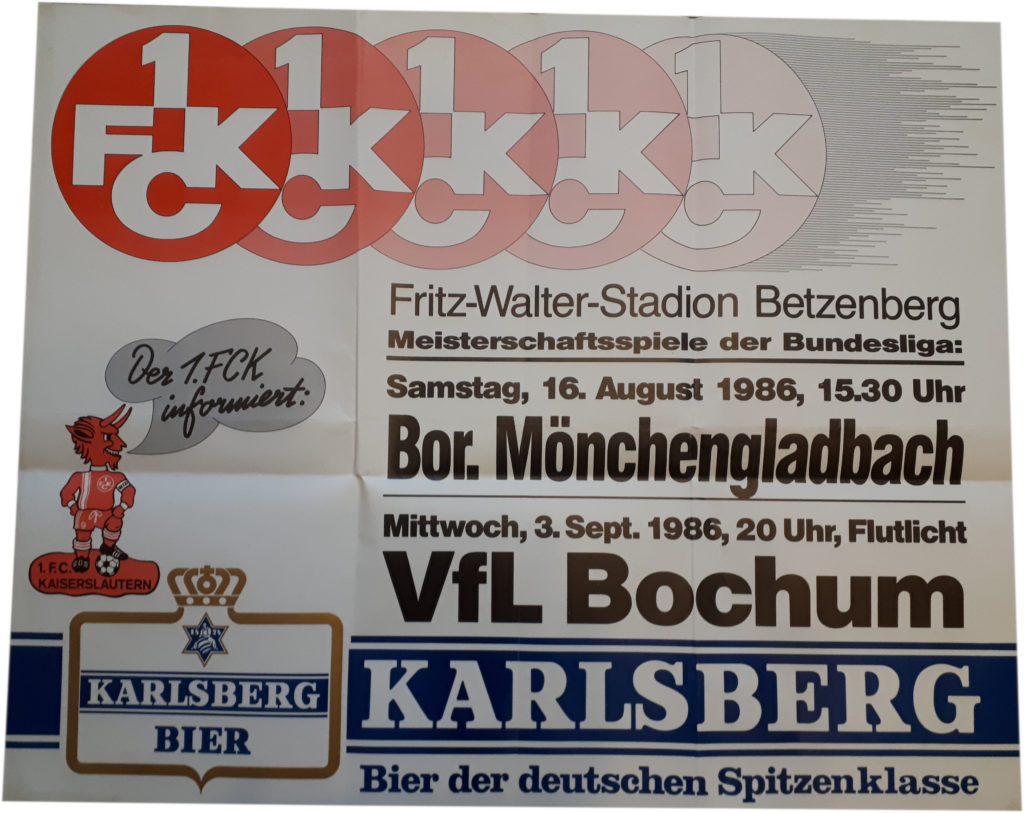 1 FCK
1 FCK
1 FCK
1 FCK
1 FCK
Fritz-Walter-Stadion Betzenberg
Meisterschaftsspiele der Bundesliga:
Samstag, 16. August 1986, 15.30 Uhr
Bor. Mönchengladbach
Mittwoch, 3. Sept. 1986, 20 Uhr, Flutlicht
VfL Bochum
Der 1. FCK
informiert:
1. F.C.
KAISERSLAUTERN
KARLSBERG
BIER
KARLSBERG
Bier der deutschen Spitzenklasse